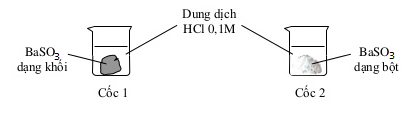 Dung dịch
HCl 0,1M
BaSO3,
dạng khối
BaSO3
dạng bột
Cốc 1
Cốc 2